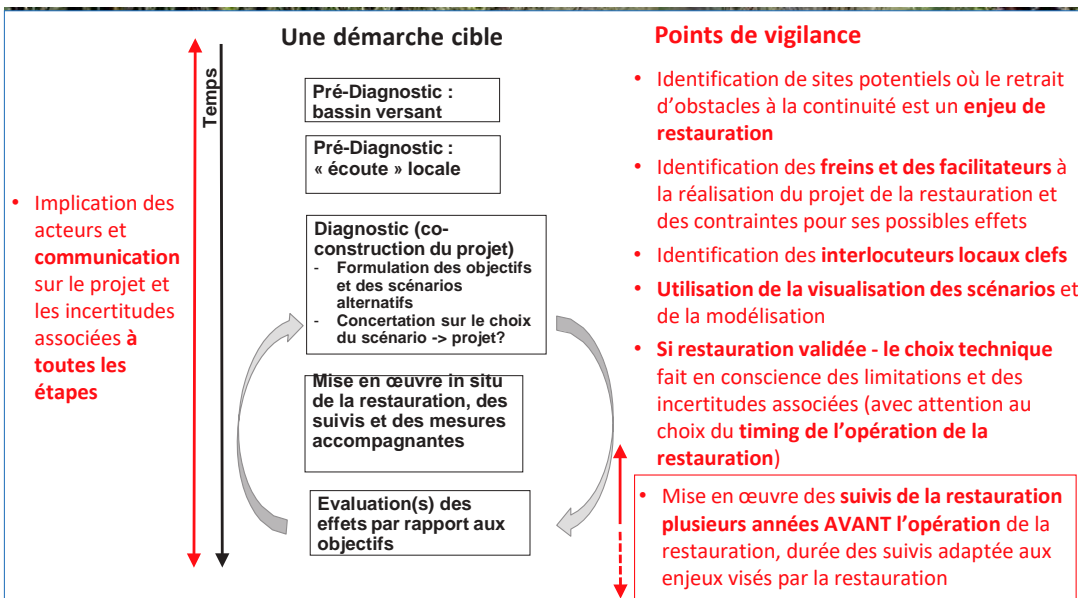 Une démarche cible
Points de vigilance
Temps
• Implication des
acteurs et
communication
sur le projet et
les incertitudes
associées à
toutes les
étapes
Pré-Diagnostic :
bassin versant
Pré-Diagnostic :
« écoute » locale
Diagnostic (co-
construction du projet)
- Formulation des objectifs
et des scénarios
alternatifs
- Concertation sur le choix
du scénario -> projet?
Mise en œuvre in situ
de la restauration, des
suivis et des mesures
accompagnantes
Evaluation(s) des
effets par rapport aux
objectifs
• Identification de sites potentiels où le retrait
d’obstacles à la continuité est un enjeu de
restauration
• Identification des freins et des facilitateurs à
la réalisation du projet de la restauration et
des contraintes pour ses possibles effets
• Identification des interlocuteurs locaux clefs
• Utilisation de la visualisation des scénarios et
de la modélisation
• Si restauration validée - le choix technique
fait en conscience des limitations et des
incertitudes associées (avec attention au
choix du timing de l’opération de la
restauration)
• Mise en œuvre des suivis de la restauration
plusieurs années AVANT l’opération de la
restauration, durée des suivis adaptée aux
enjeux visés par la restauration